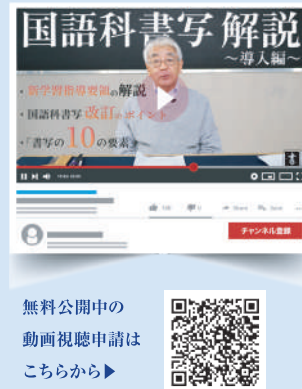 国語科書写 解説
～導入編～
・新学習指導要領の解説
・国語科書写 改訂のポイント
・「書写の10の要素」
チャンネル登録
無料公開中の
動画視聴申請は
こちらから▶